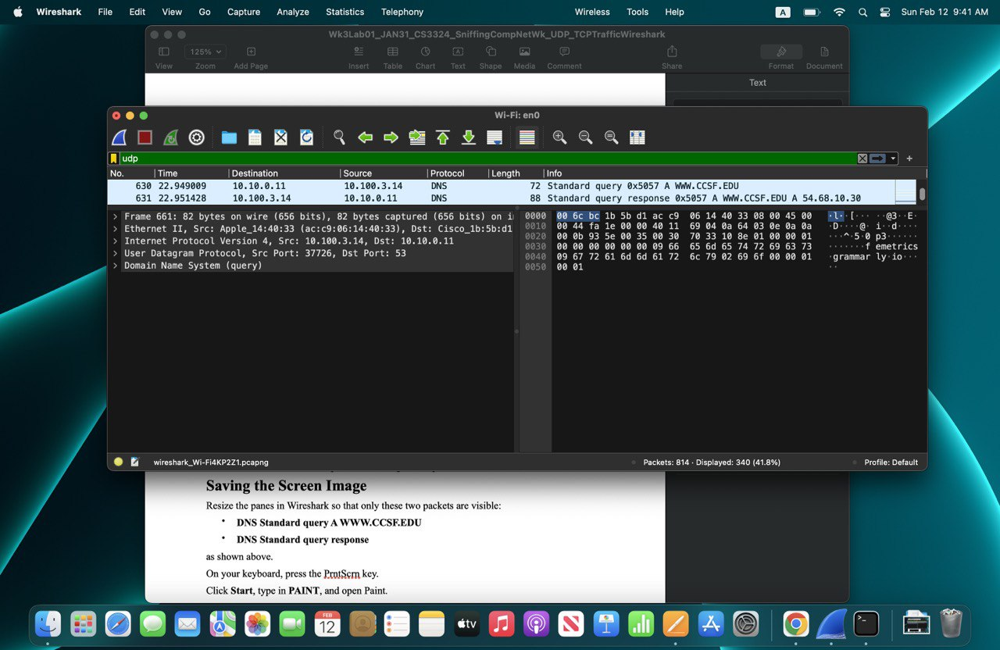 Wireshark File Edit View Go Capture Analyze Statistics Telephony Wireless Tools Help A Sun Feb 12 9:41 AM
Wk3Lab01_JAN31_CS3324_SniffingCompNetWk_UDP_TCPTrafficWireshark
125%
View Zoom Add Page Insert Table Chart Text Shape Media Comment Share Format Document
Text
Wi-Fi: en0
udp
No. Time Destination Source Protocol Length Info
630 22.949009 10.10.0.11 10.100.3.14 DNS 72 Standard query 0x5057 A WWW.CCSF.EDU
631 22.951428 10.100.3.14 10.10.0.11 DNS 88 Standard query response 0x5057 A WWW.CCSF.EDU A 54.68.10.30
Frame 661: 82 bytes on wire (656 bits), 82 bytes captured (656 bits) on i
Ethernet II, Src: Apple_14:40:33 (ac:c9:06:14:40:33), Dst: Cisco_1b:5b:d1
Internet Protocol Version 4, Src: 10.100.3.14, Dst: 10.10.0.11
User Datagram Protocol, Src Port: 37726, Dst Port: 53
Domain Name System (query)
0000 00 6c bc 1b 5b d1 ac c9 06 14 40 33 08 00 45 00 ·l··[··· ··@3··E·
0010 00 44 fa 1e 00 00 40 11 69 04 0a 64 03 0e 0a 0a ·D····@· i··d····
0020 00 0b 93 5e 00 35 00 30 70 33 10 8e 01 00 00 01 ···^·5·0 p3······
0030 00 00 00 00 00 00 09 66 65 6d 65 74 72 69 63 73 ·······f emetrics
0040 09 67 72 61 6d 6d 61 72 6c 79 02 69 6f 00 00 01 ·grammar ly·io···
0050 00 01 ··
wireshark_Wi-Fi4KP2Z1.pcapng Packets: 814 · Displayed: 340 (41.8%) Profile: Default
Saving the Screen Image
Resize the panes in Wireshark so that only these two packets are visible:
• DNS Standard query A WWW.CCSF.EDU
• DNS Standard query response
as shown above.
On your keyboard, press the PrntScrn key.
Click Start, type in PAINT, and open Paint.
FEB
12
tv